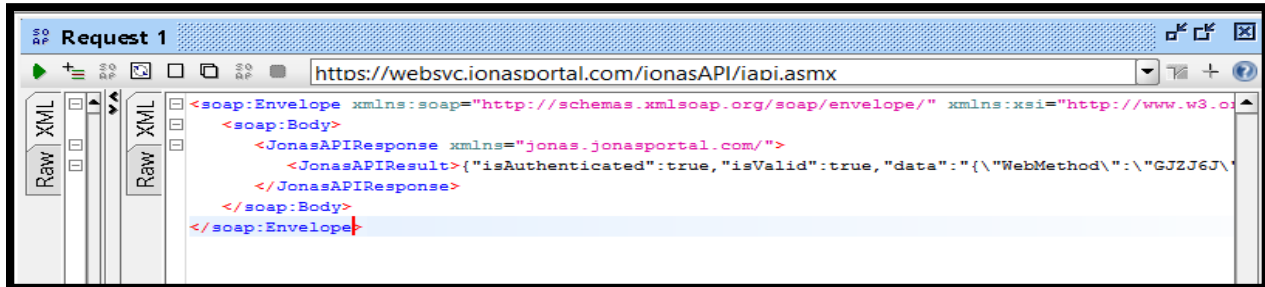 Request 1
https://websvc.jonasportal.com/jonasAPI/japi.asmx
XML
Raw
XML
Raw
<soap:Envelope xmlns:soap="http://schemas.xmlsoap.org/soap/envelope/" xmlns:xsi="http://www.w3.o
<soap:Body>
<JonasAPIResponse xmlns="jonas.jonasportal.com/">
<JonasAPIResult>{"isAuthenticated":true,"isValid":true,"data":"{\"WebMethod\":\"GJZJ6J\"
</JonasAPIResponse>
</soap:Body>
</soap:Envelope>